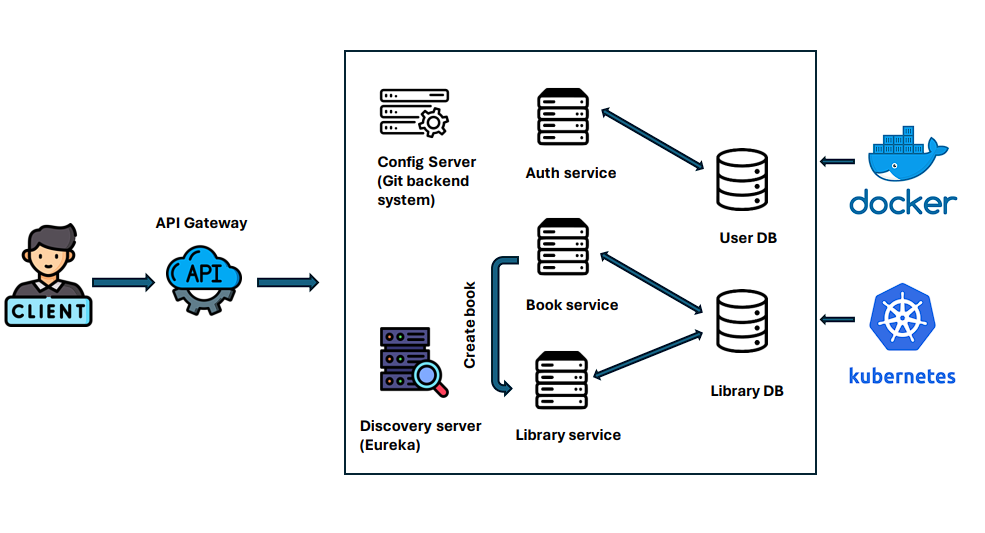 Config Server
(Git backend
system)
Auth service
docker
API Gateway
User DB
API
CLIENT
Create book
Book service
kubernetes
Library DB
Discovery server
(Eureka)
Library service